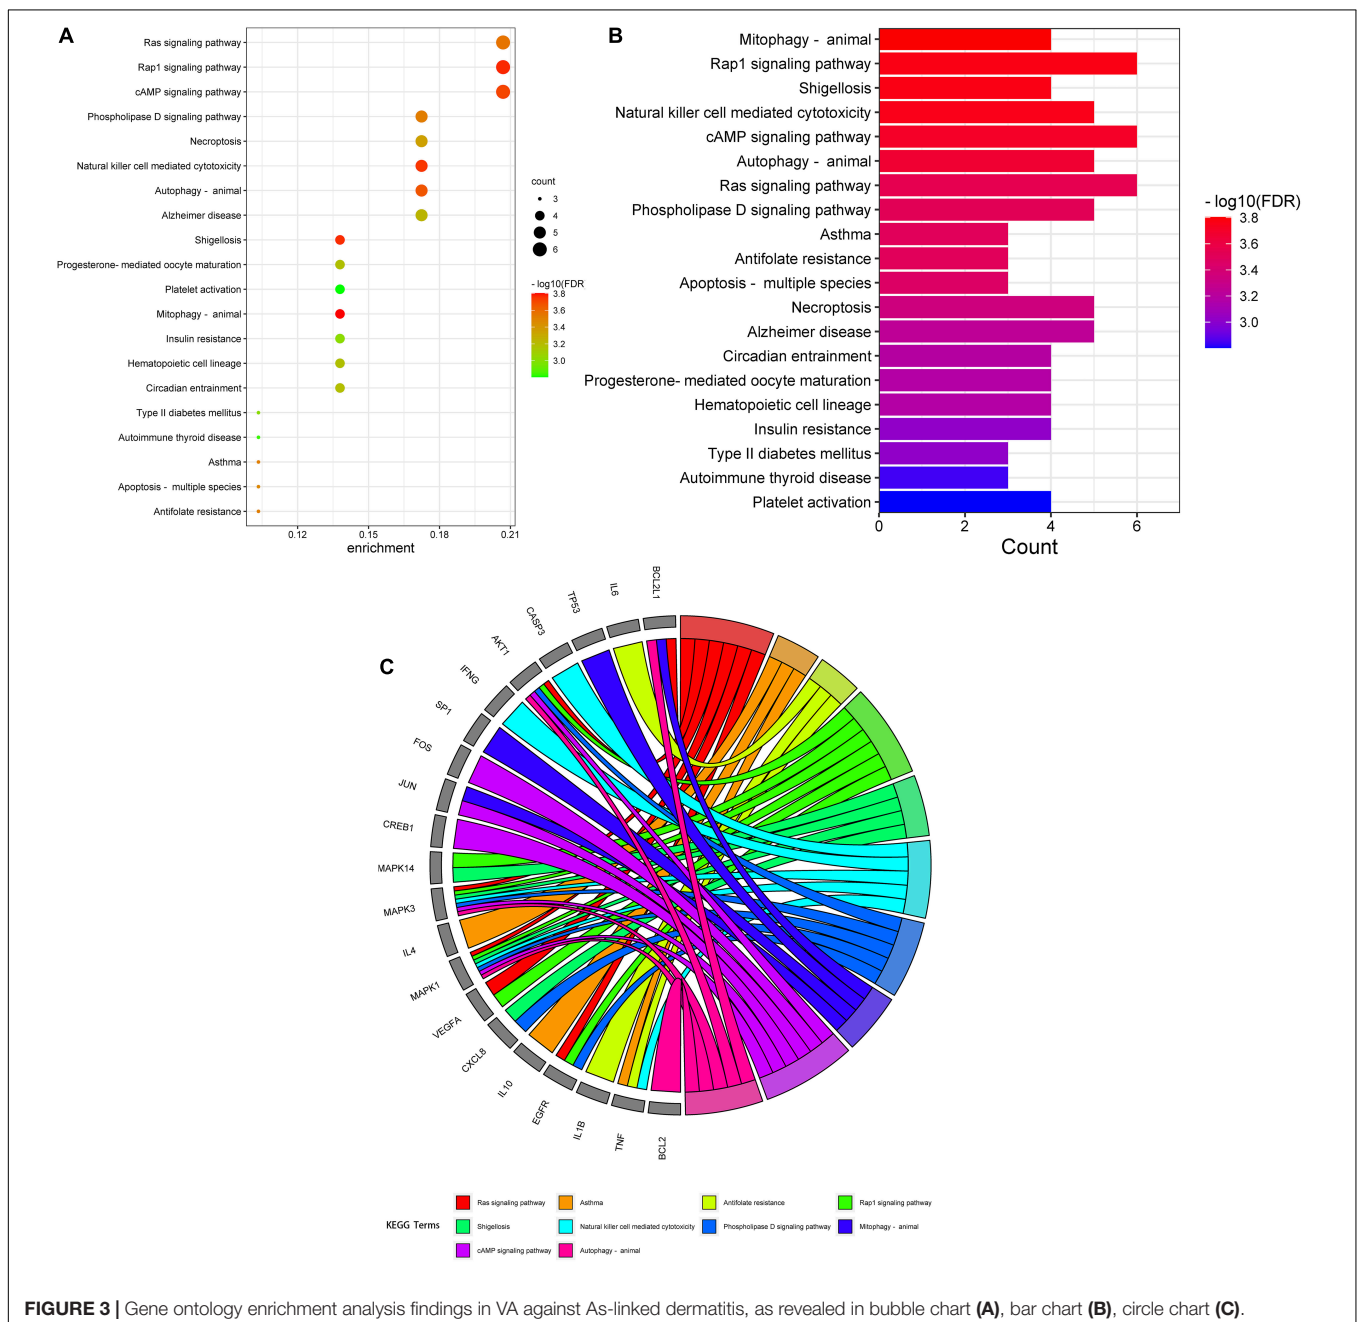 A
Ras signaling pathway
Rap1 signaling pathway
cAMP signaling pathway
Phospholipase D signaling pathway
Necroptosis
Natural killer cell mediated cytotoxicity
Autophagy - animal
Alzheimer disease
Shigellosis
Progesterone- mediated oocyte maturation
Platelet activation
Mitophagy - animal
Insulin resistance
Hematopoietic cell lineage
Circadian entrainment
Type II diabetes mellitus
Autoimmune thyroid disease
Asthma
Apoptosis - multiple species
Antifolate resistance
0.12 0.15 0.18 0.21
enrichment
count
3
4
5
6
- log10(FDR
3.8
3.6
3.4
3.2
3.0
B
Mitophagy - animal
Rap1 signaling pathway
Shigellosis
Natural killer cell mediated cytotoxicity
cAMP signaling pathway
Autophagy - animal
Ras signaling pathway
Phospholipase D signaling pathway
Asthma
Antifolate resistance
Apoptosis - multiple species
Necroptosis
Alzheimer disease
Circadian entrainment
Progesterone- mediated oocyte maturation
Hematopoietic cell lineage
Insulin resistance
Type II diabetes mellitus
Autoimmune thyroid disease
Platelet activation
0 2 4 6
Count
- log10(FDR)
3.8
3.6
3.4
3.2
3.0
C
BCL2L1
IL6
TP53
CASP3
AKT1
IFNG
SP1
FOS
JUN
CREB1
MAPK14
MAPK3
IL4
MAPK1
VEGFA
CXCL8
IL10
EGFR
IL1B
TNF
BCL2
KEGG Terms
Ras signaling pathway Asthma Antifolate resistance Rap1 signaling pathway
Shigellosis Natural killer cell mediated cytotoxicity Phospholipase D signaling pathway Mitophagy - animal
cAMP signaling pathway Autophagy - animal
FIGURE 3 | Gene ontology enrichment analysis findings in VA against As-linked dermatitis, as revealed in bubble chart (A), bar chart (B), circle chart (C).